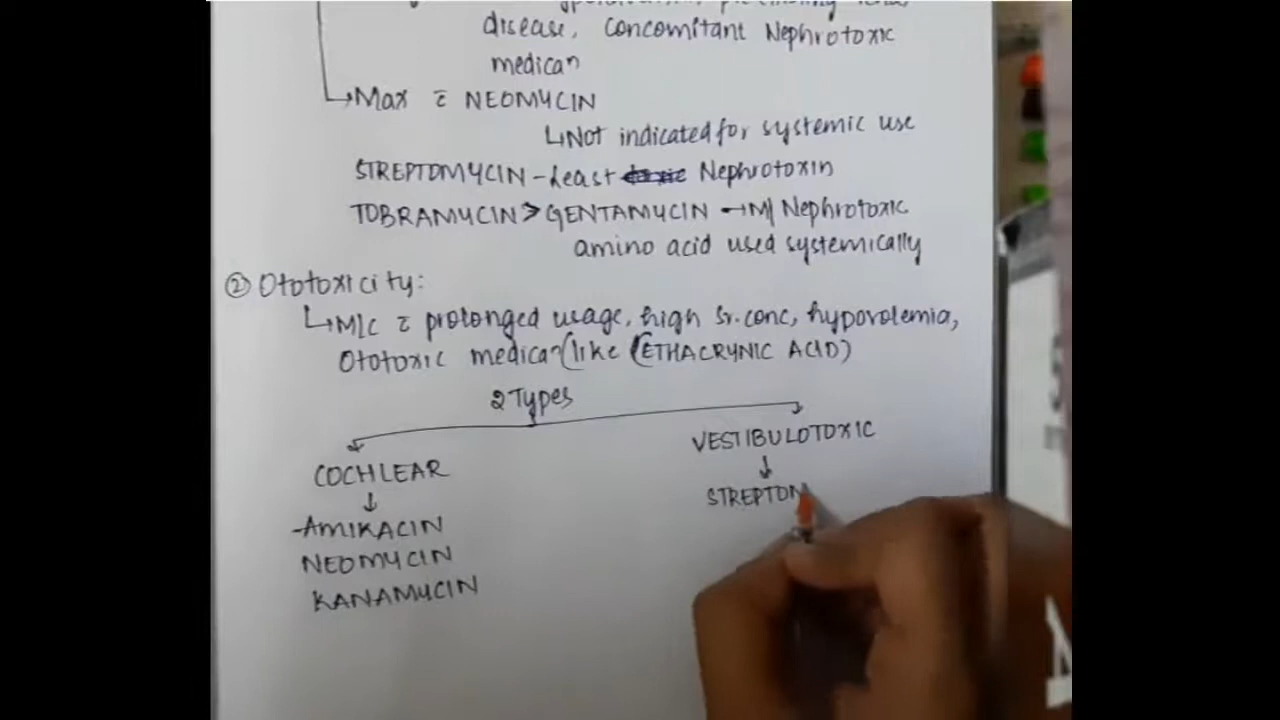 disease, concomitant Nephrotoxic
medican
↳Max c̄ NEOMYCIN
↳Not indicated for systemic use
STREPTOMYCIN - Least Nephrotoxin
TOBRAMYCIN > GENTAMYCIN → M/ Nephrotoxic
amino acid used systemically
② Ototoxicity:
↳M/c c̄ prolonged usage, high Sr. conc, hypovolemia,
Ototoxic medican (like (ETHACRYNIC ACID)
2 Types
VESTIBULOTOXIC
COCHLEAR
↓
STREPTOM
↓
-AMIKACIN
NEOMYCIN
KANAMYCIN